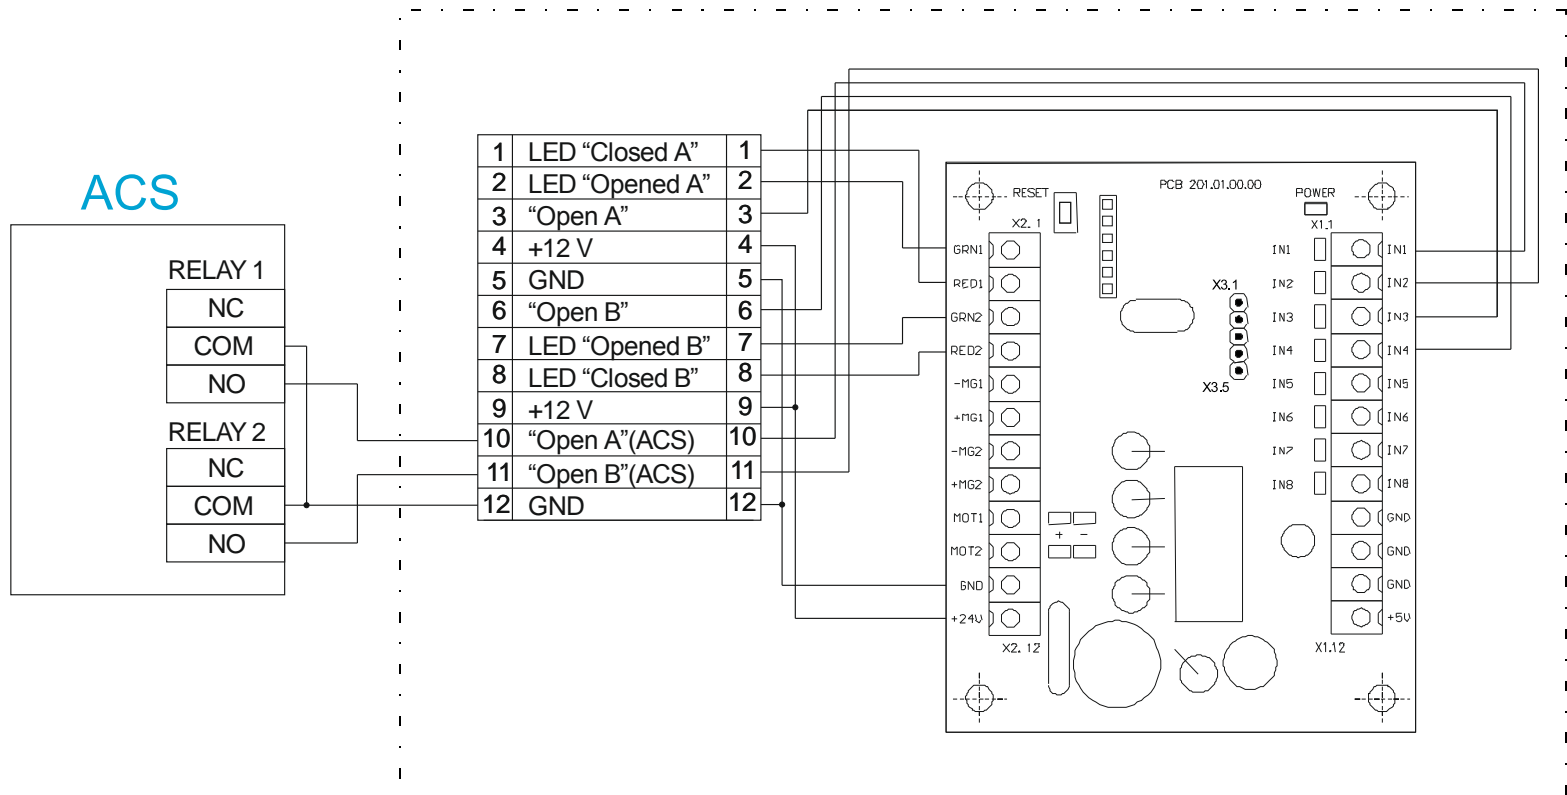 ACS
RELAY 1
NC
COM
NO
RELAY 2
NC
COM
NO
1 LED “Closed A” 1
2 LED “Opened A” 2
3 “Open A” 3
4 +12 V 4
5 GND 5
6 “Open B” 6
7 LED “Opened B” 7
8 LED “Closed B” 8
9 +12 V 9
10 “Open A”(ACS) 10
11 “Open B”(ACS) 11
12 GND 12
RESET
PCB 201.01.00.00
POWER
X2. 1
X1.1
GRN1
RED1
GRN2
RED2
-MG1
+MG1
-MG2
+MG2
MOT1
MOT2
GND
+24V
X2. 12
+ -
X3.1
X3.5
IN1
IN2
IN3
IN4
IN5
IN6
IN7
IN8
IN1
IN2
IN3
IN4
IN5
IN6
IN7
IN8
GND
GND
GND
+5V
X1.12